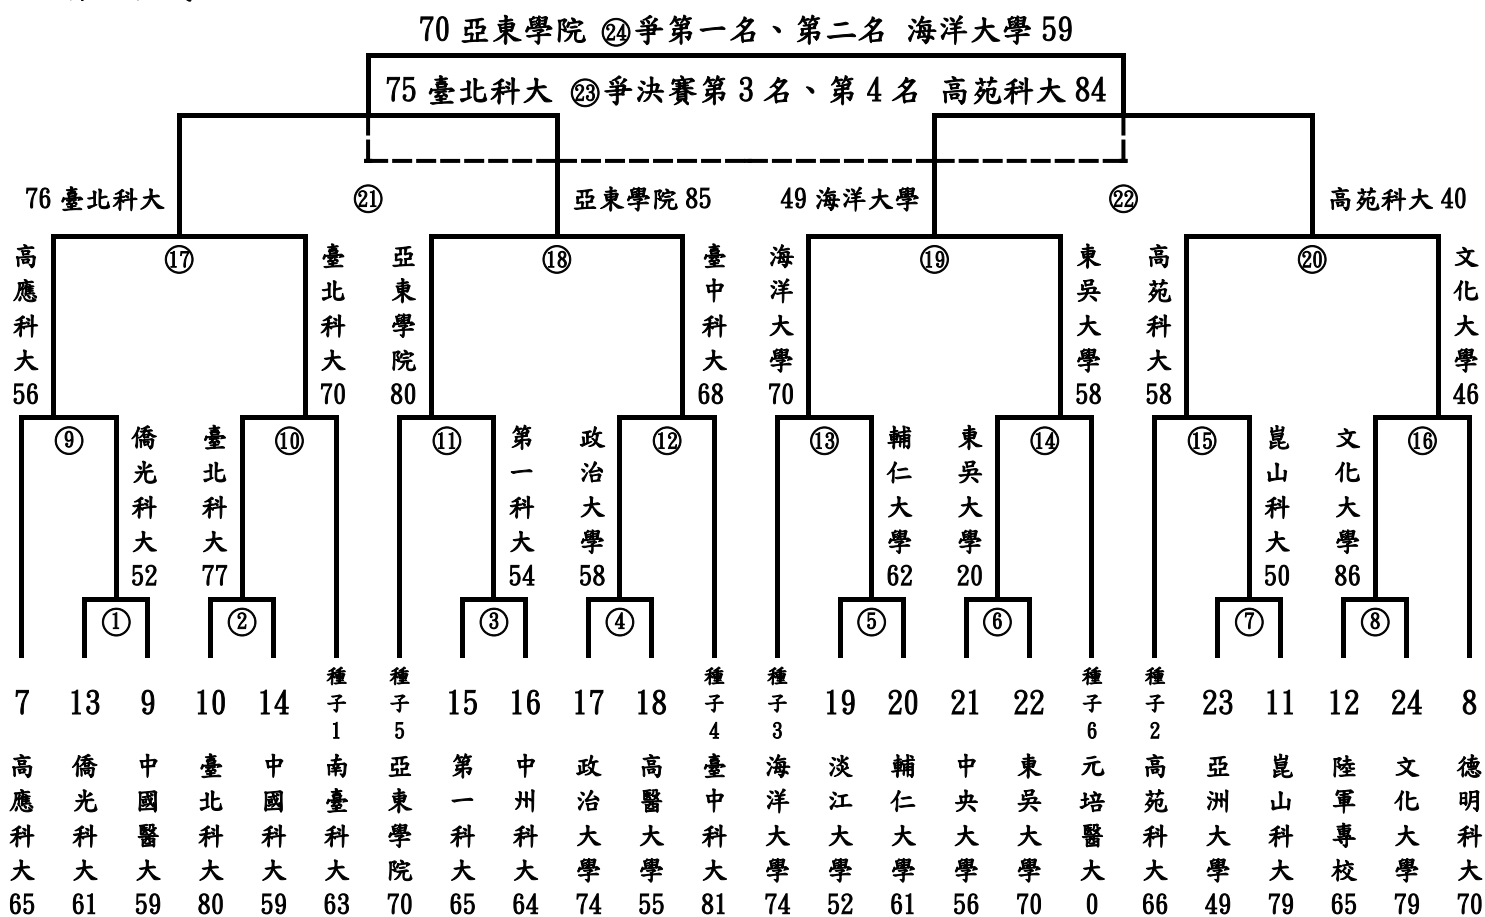 70 亞東學院 ㉔爭第一名、第二名 海洋大學 59
75 臺北科大 ㉓爭決賽第 3 名、第 4 名 高苑科大 84
76 臺北科大 ㉑ 亞東學院 85 49 海洋大學 ㉒ 高苑科大 40
高應科大 56
⑰
臺北科大 70
亞東學院 80
⑱
臺中科大 68
海洋大學 70
⑲
東吳大學 58
高苑科大 58
⑳
文化大學 46
⑨
僑光科大 52
臺北科大 77
⑩
⑪
第一科大 54
政治大學 58
⑫
⑬
輔仁大學 62
東吳大學 20
⑭
⑮
崑山科大 50
文化大學 86
⑯
① ② ③ ④ ⑤ ⑥ ⑦ ⑧
7 高應科大 65
13 僑光科大 61
9 中國醫大 59
10 臺北科大 80
14 中國科大 59
種子1 南臺科大 63
種子5 亞東學院 70
15 第一科大 65
16 中州科大 64
17 政治大學 74
18 高醫大學 55
種子4 臺中科大 81
種子3 海洋大學 74
19 淡江大學 52
20 輔仁大學 61
21 中央大學 56
22 東吳大學 70
種子6 元培醫大 0
種子2 高苑科大 66
23 亞洲大學 49
11 崑山科大 79
12 陸軍專校 65
24 文化大學 79
8 德明科大 70